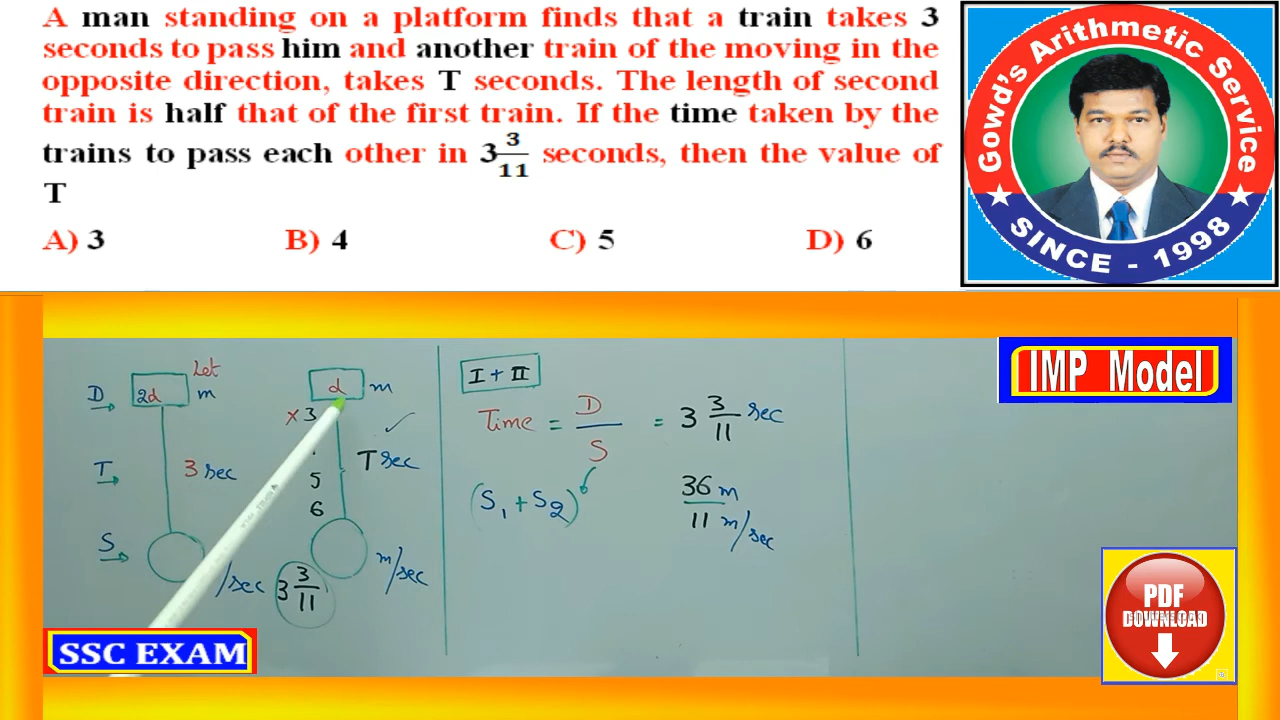 A man standing on a platform finds that a train takes 3
seconds to pass him and another train of the moving in the
opposite direction, takes T seconds. The length of second
train is half that of the first train. If the time taken by the
trains to pass each other in 3 3/11 seconds, then the value of
T
A) 3 B) 4 C) 5 D) 6
Gowd's Arithmetic Service
SINCE - 1998
IMP Model
Let
D 2d m d m
× 3
T 3 sec T sec
5
6
S /sec m/sec
3 3/11
I + II
Time = D/S = 3 3/11 sec
(S₁ + S₂) 36 m / 11 m/sec
SSC EXAM
PDF
DOWNLOAD